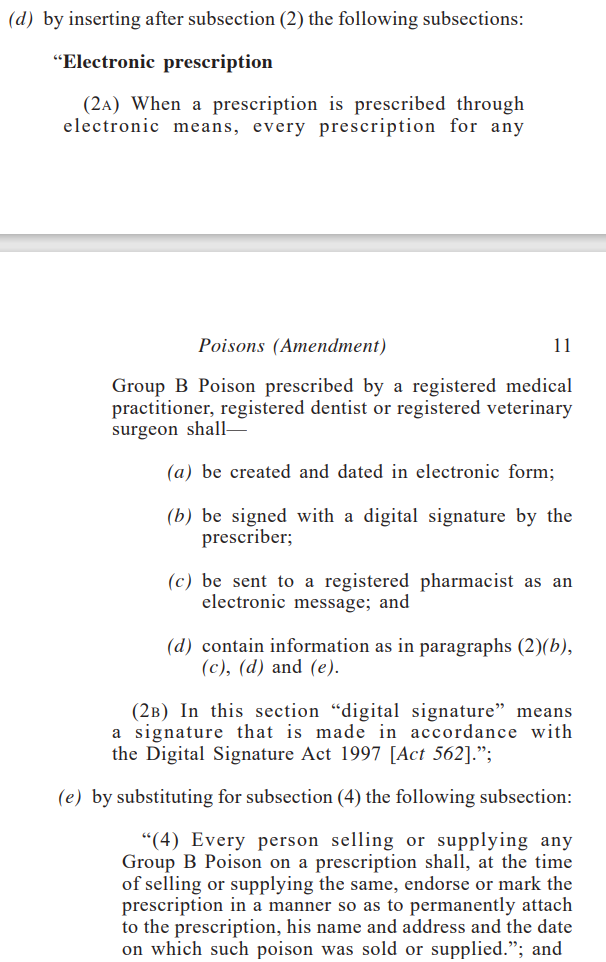 (d) by inserting after subsection (2) the following subsections:
“Electronic prescription
(2A) When a prescription is prescribed through
electronic means, every prescription for any
Poisons (Amendment) 11
Group B Poison prescribed by a registered medical
practitioner, registered dentist or registered veterinary
surgeon shall—
(a) be created and dated in electronic form;
(b) be signed with a digital signature by the
prescriber;
(c) be sent to a registered pharmacist as an
electronic message; and
(d) contain information as in paragraphs (2)(b),
(c), (d) and (e).
(2B) In this section “digital signature” means
a signature that is made in accordance with
the Digital Signature Act 1997 [Act 562].”;
(e) by substituting for subsection (4) the following subsection:
“(4) Every person selling or supplying any
Group B Poison on a prescription shall, at the time
of selling or supplying the same, endorse or mark the
prescription in a manner so as to permanently attach
to the prescription, his name and address and the date
on which such poison was sold or supplied.”; and